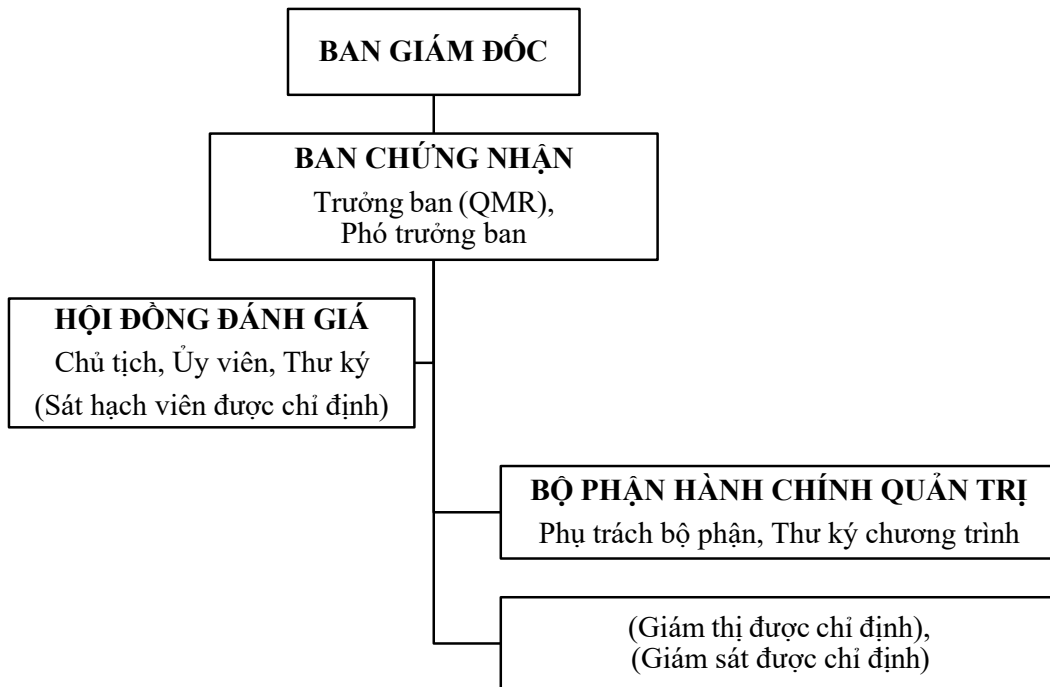 BAN GIÁM ĐỐC
BAN CHỨNG NHẬN
Trưởng ban (QMR),
Phó trưởng ban
HỘI ĐỒNG ĐÁNH GIÁ
Chủ tịch, Ủy viên, Thư ký
(Sát hạch viên được chỉ định)
BỘ PHẬN HÀNH CHÍNH QUẢN TRỊ
Phụ trách bộ phận, Thư ký chương trình
(Giám thị được chỉ định),
(Giám sát được chỉ định)